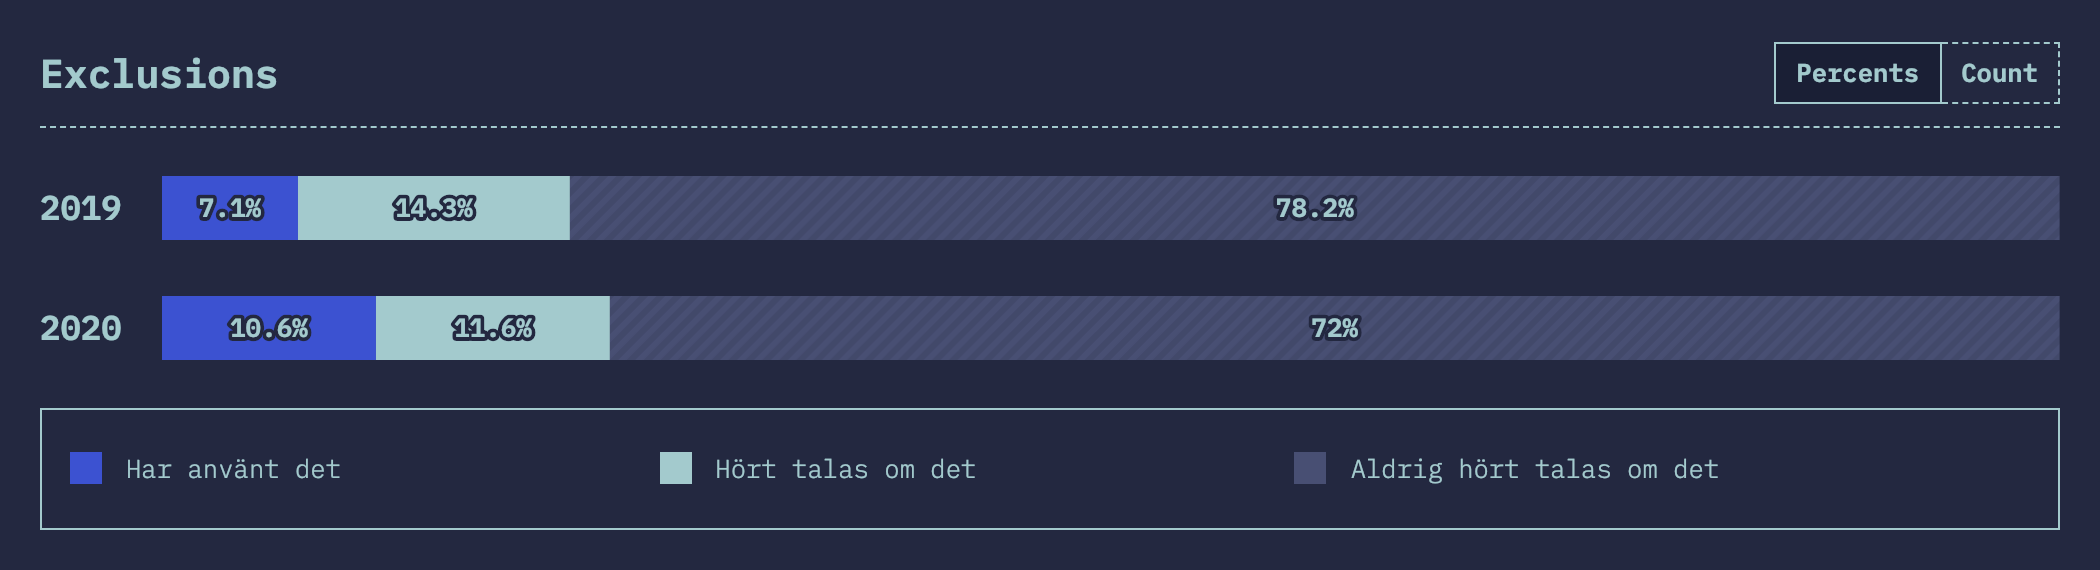 Exclusions
Percents Count
2019 7.1% 14.3% 78.2%
2020 10.6% 11.6% 72%
Har använt det Hört talas om det Aldrig hört talas om det